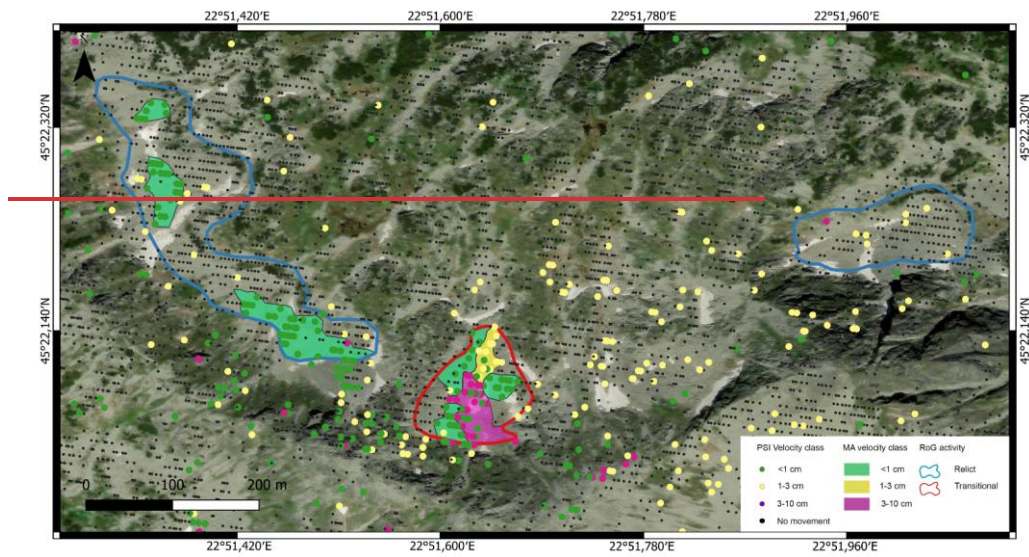 22°51,420'E 22°51,600'E 22°51,780'E 22°51,960'E
45°22,320'N 45°22,320'N
45°22,140'N 45°22,140'N
PSI Velocity class MA velocity class RoG activity
<1 cm <1 cm Relict
1-3 cm 1-3 cm Transitional
3-10 cm 3-10 cm
No movement
0 100 200 m
22°51,420'E 22°51,600'E 22°51,780'E 22°51,960'E